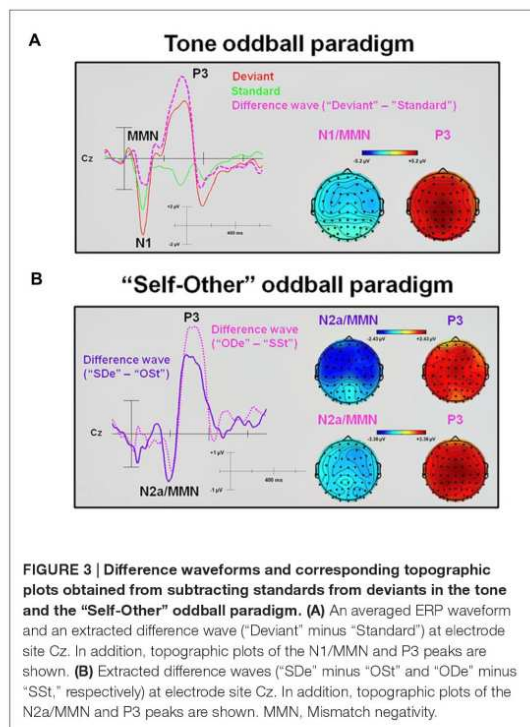 A
Tone oddball paradigm
P3
Deviant
Standard
Difference wave ("Deviant" – "Standard")
MMN
N1/MMN
P3
-5.2 µV
+5.2 µV
Cz
+2 µV
400 ms
-2 µV
N1
B
"Self-Other" oddball paradigm
P3
Difference wave
("ODe" – "SSt")
Difference wave
("SDe" – "OSt")
N2a/MMN
P3
-2.43 µV
+2.43 µV
N2a/MMN
P3
-3.38 µV
+3.38 µV
Cz
+1 µV
400 ms
-1 µV
N2a/MMN
FIGURE 3 | Difference waveforms and corresponding topographic
plots obtained from subtracting standards from deviants in the tone
and the "Self-Other" oddball paradigm. (A) An averaged ERP waveform
and an extracted difference wave ("Deviant" minus "Standard") at electrode
site Cz. In addition, topographic plots of the N1/MMN and P3 peaks are
shown. (B) Extracted difference waves ("SDe" minus "OSt" and "ODe" minus
"SSt," respectively) at electrode site Cz. In addition, topographic plots of the
N2a/MMN and P3 peaks are shown. MMN, Mismatch negativity.